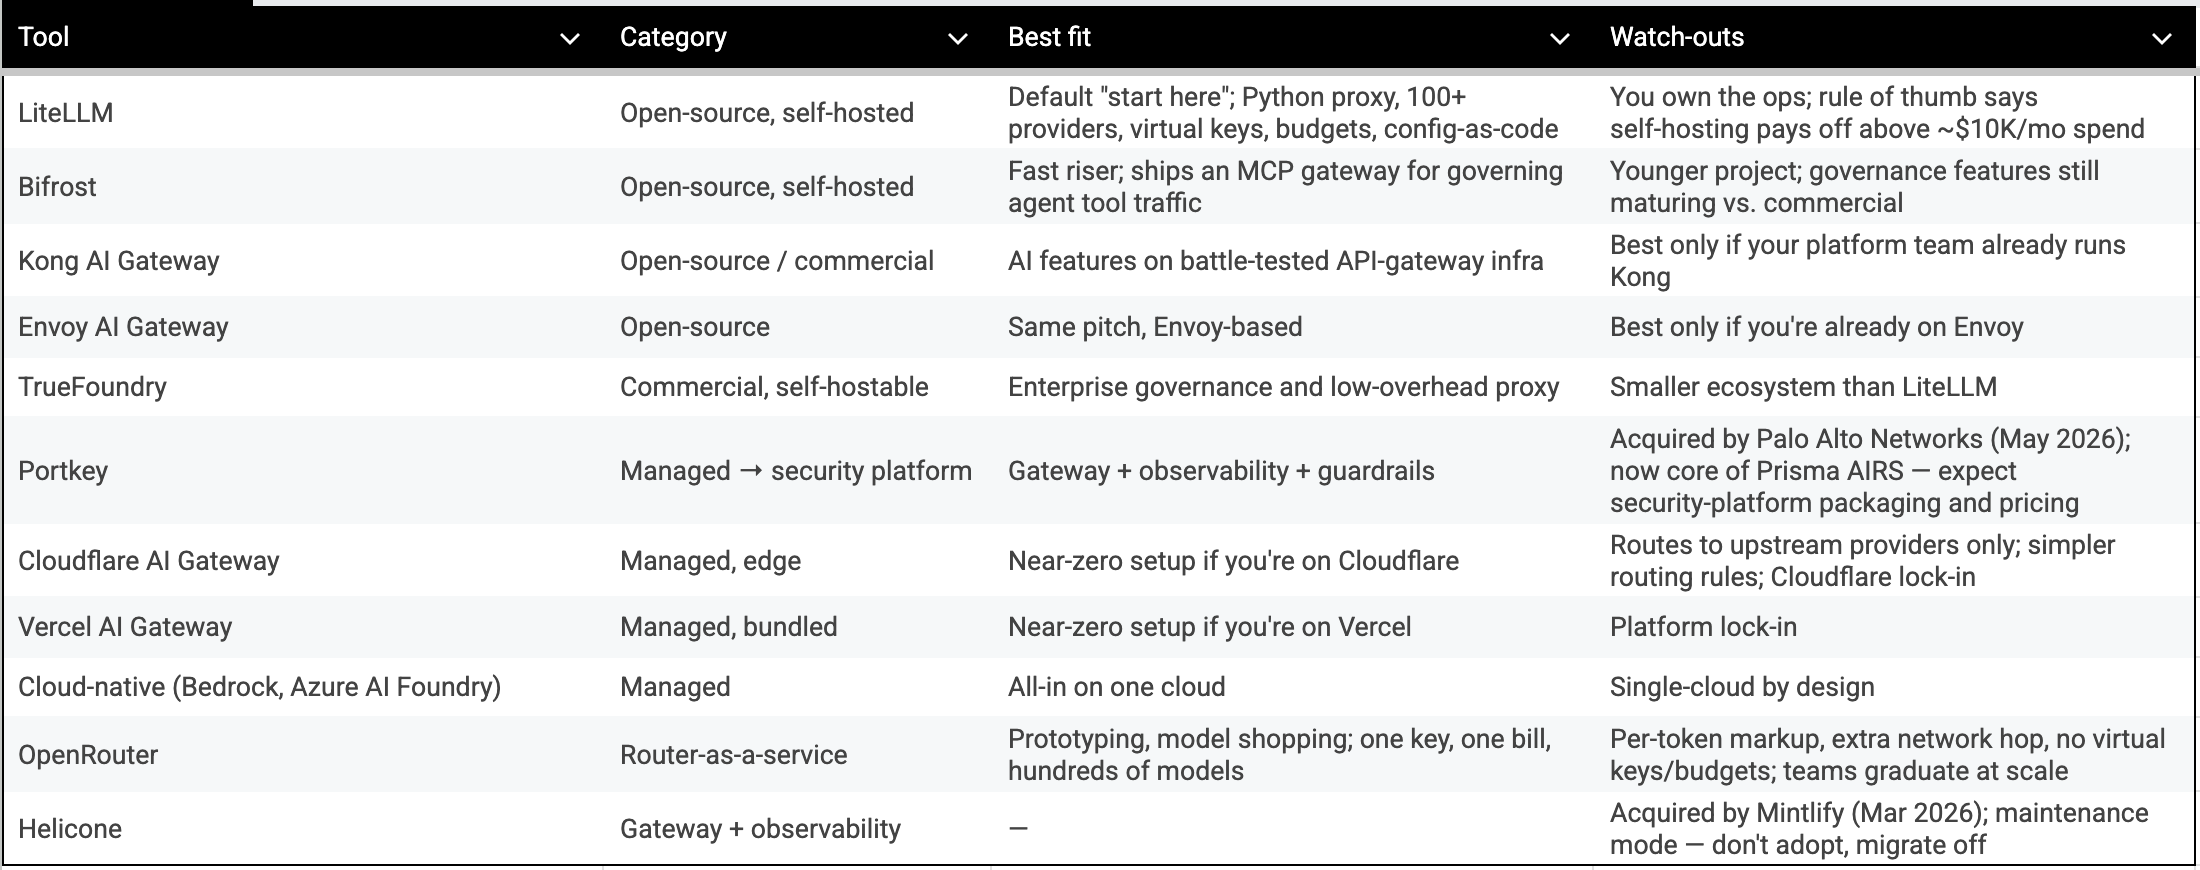 Tool
Category
Best fit
Watch-outs
LiteLLM
Open-source, self-hosted
Default "start here"; Python proxy, 100+
providers, virtual keys, budgets, config-as-code
You own the ops; rule of thumb says
self-hosting pays off above ~$10K/mo spend
Bifrost
Open-source, self-hosted
Fast riser; ships an MCP gateway for governing
agent tool traffic
Younger project; governance features still
maturing vs. commercial
Kong AI Gateway
Open-source / commercial
AI features on battle-tested API-gateway infra
Best only if your platform team already runs
Kong
Envoy AI Gateway
Open-source
Same pitch, Envoy-based
Best only if you're already on Envoy
TrueFoundry
Commercial, self-hostable
Enterprise governance and low-overhead proxy
Smaller ecosystem than LiteLLM
Portkey
Managed → security platform
Gateway + observability + guardrails
Acquired by Palo Alto Networks (May 2026);
now core of Prisma AIRS — expect
security-platform packaging and pricing
Cloudflare AI Gateway
Managed, edge
Near-zero setup if you're on Cloudflare
Routes to upstream providers only; simpler
routing rules; Cloudflare lock-in
Vercel AI Gateway
Managed, bundled
Near-zero setup if you're on Vercel
Platform lock-in
Cloud-native (Bedrock, Azure AI Foundry)
Managed
All-in on one cloud
Single-cloud by design
OpenRouter
Router-as-a-service
Prototyping, model shopping; one key, one bill,
hundreds of models
Per-token markup, extra network hop, no virtual
keys/budgets; teams graduate at scale
Helicone
Gateway + observability
—
Acquired by Mintlify (Mar 2026); maintenance
mode — don't adopt, migrate off